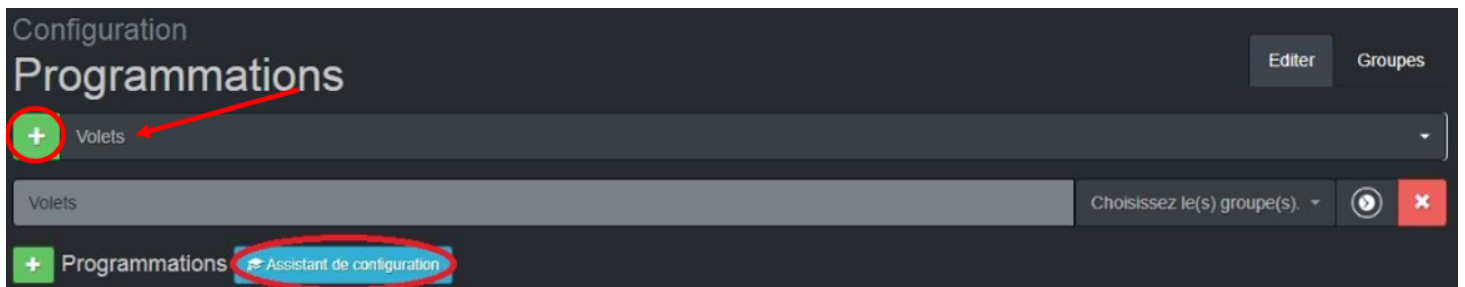 Configuration
Programmations
Editer Groupes
Volets
Volets Choisissez le(s) groupe(s).
Programmations Assistant de configuration